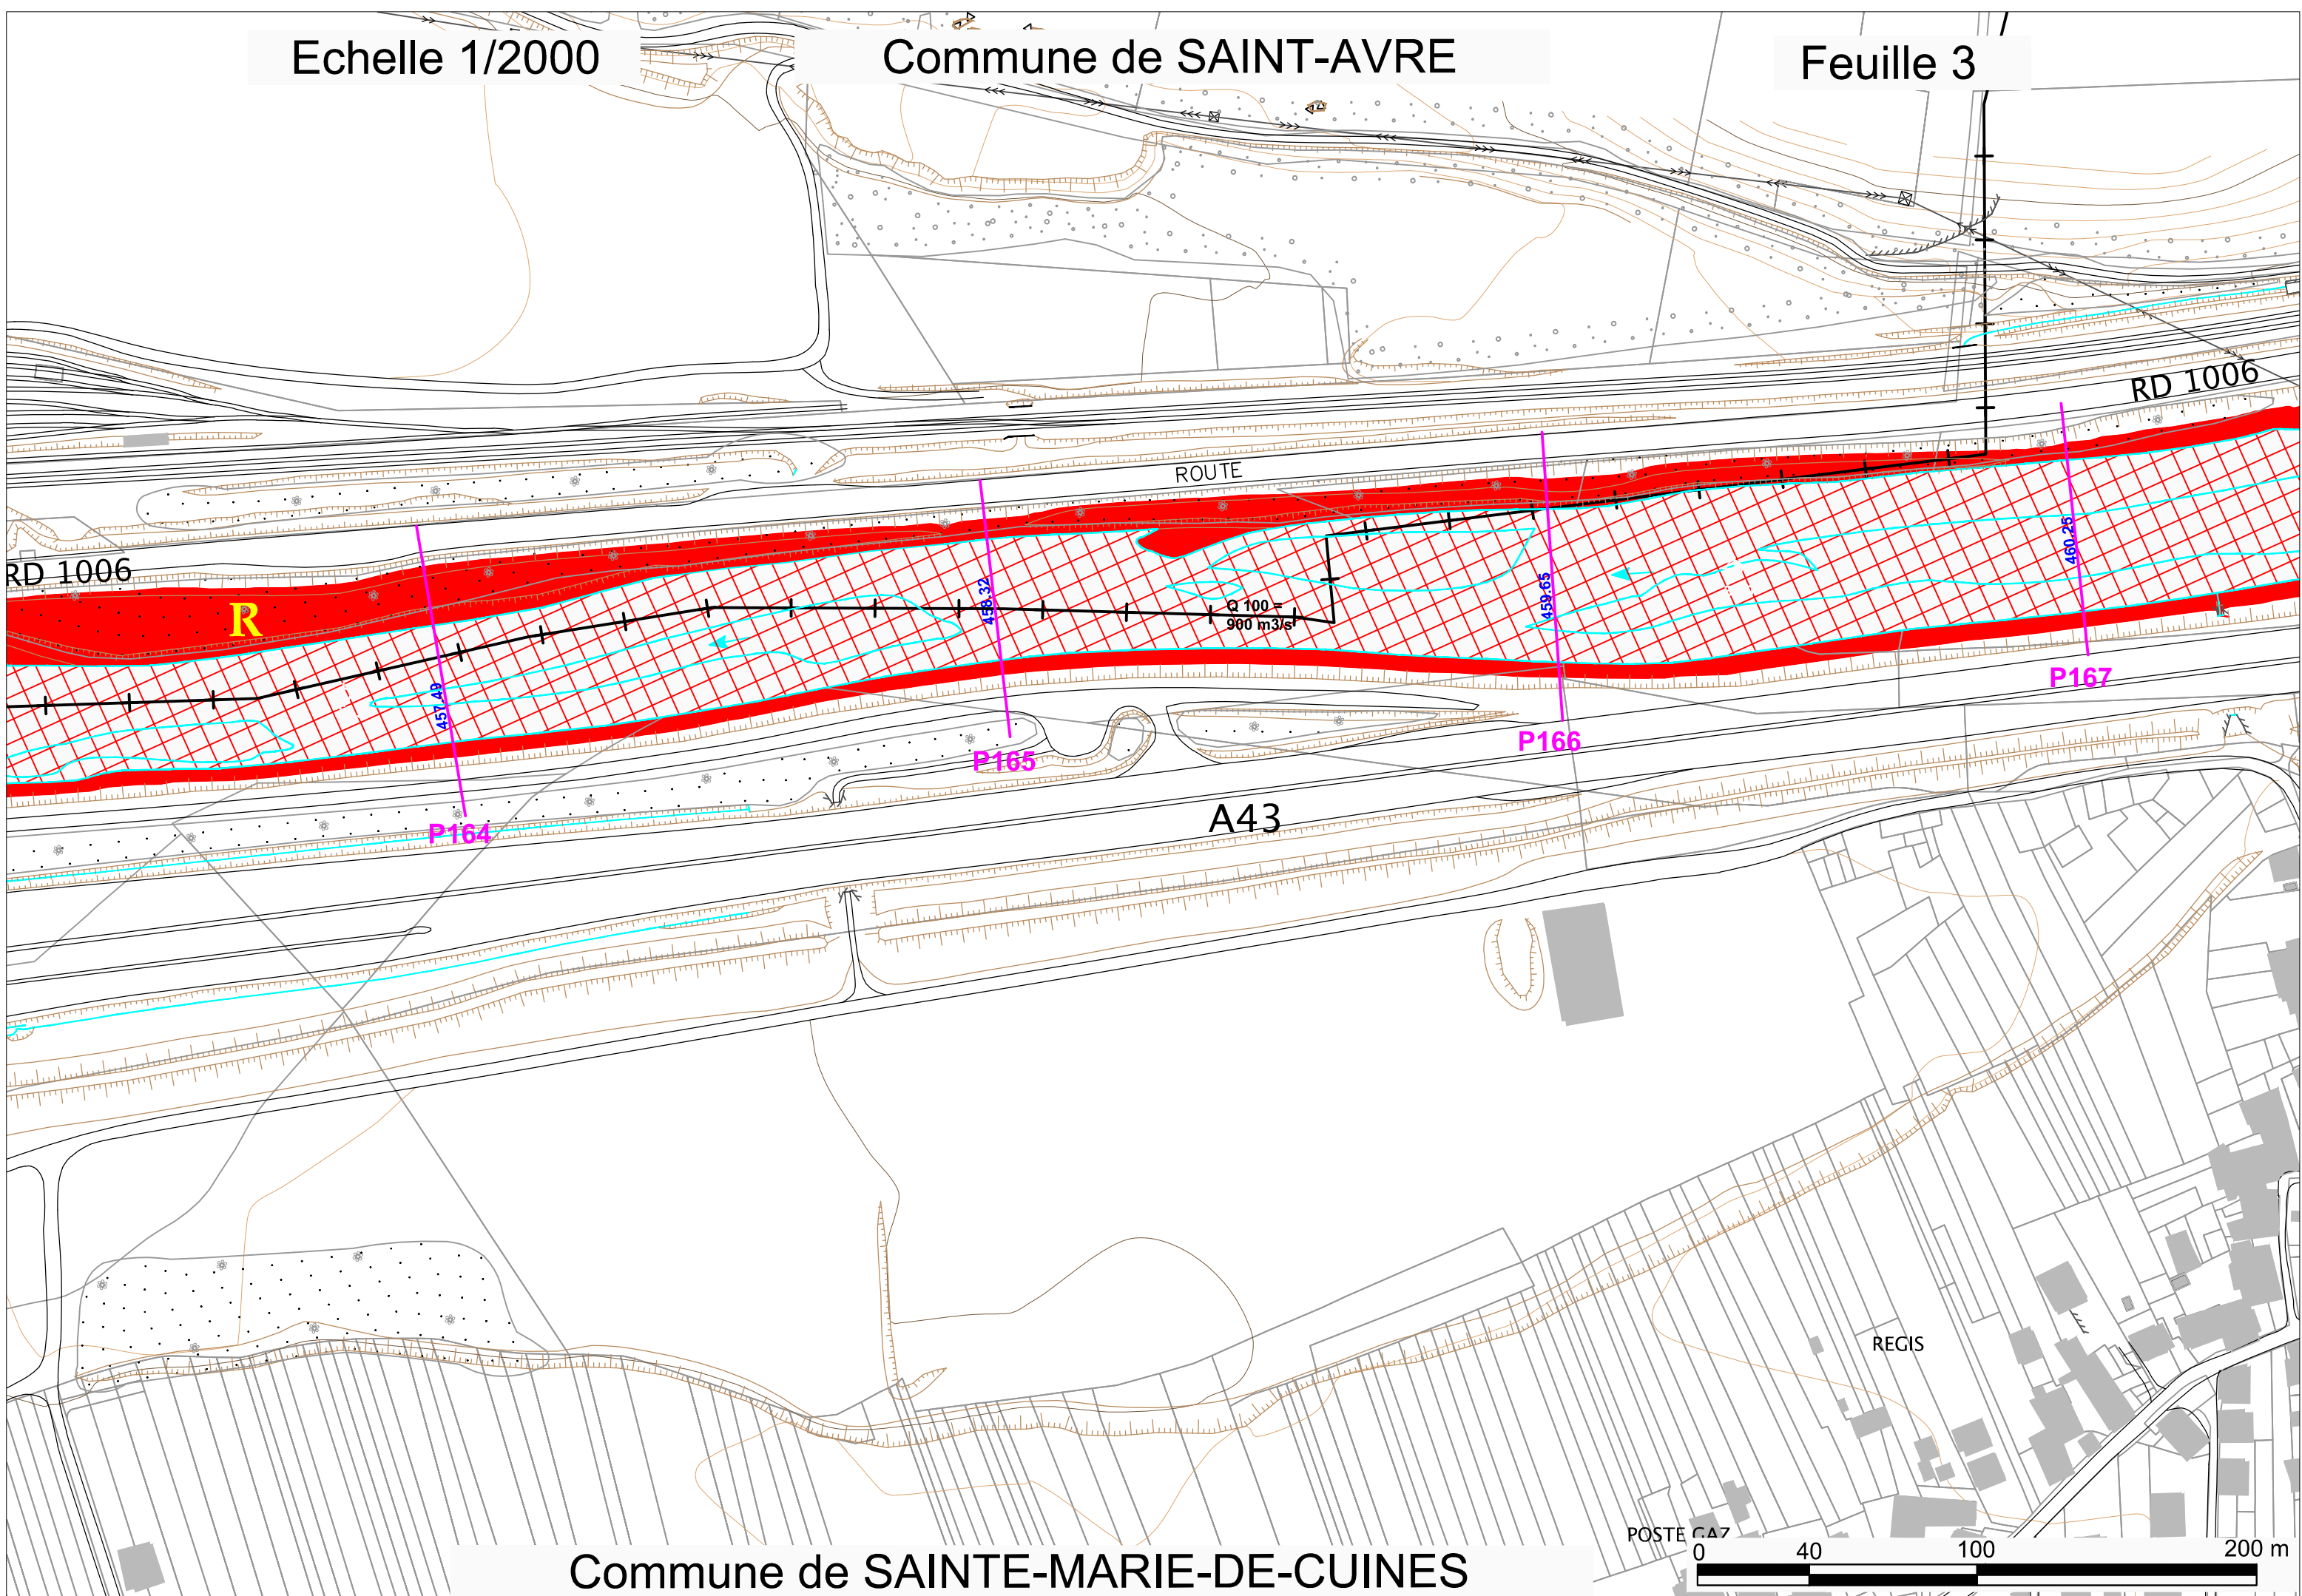 Echelle 1/2000
Commune de SAINT-AVRE
Feuille 3
RD 1006
ROUTE
RD 1006
R
460.25
459.65
458.32
457.49
Q 100 =
900 m3/s
P167
P166
P165
P164
A43
REGIS
POSTE GAZ
0 40 100 200 m
Commune de SAINTE-MARIE-DE-CUINES